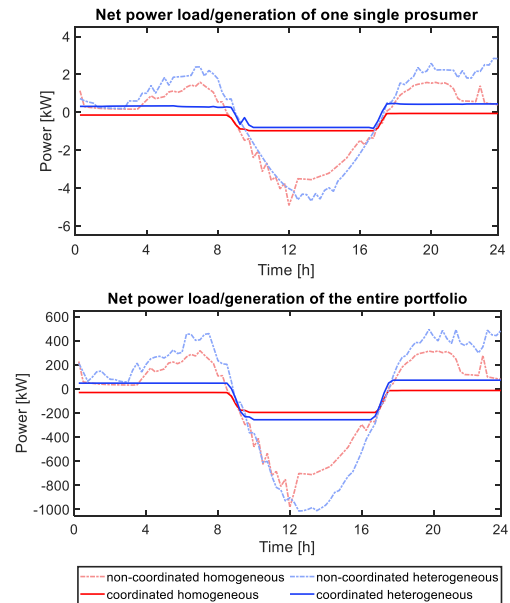 Net power load/generation of one single prosumer
4
2
0
-2
-4
-6
Power [kW]
0 4 8 12 16 20 24
Time [h]
Net power load/generation of the entire portfolio
600
400
200
0
-200
-400
-600
-800
-1000
Power [kW]
0 4 8 12 16 20 24
Time [h]
non-coordinated homogeneous non-coordinated heterogeneous
coordinated homogeneous coordinated heterogeneous